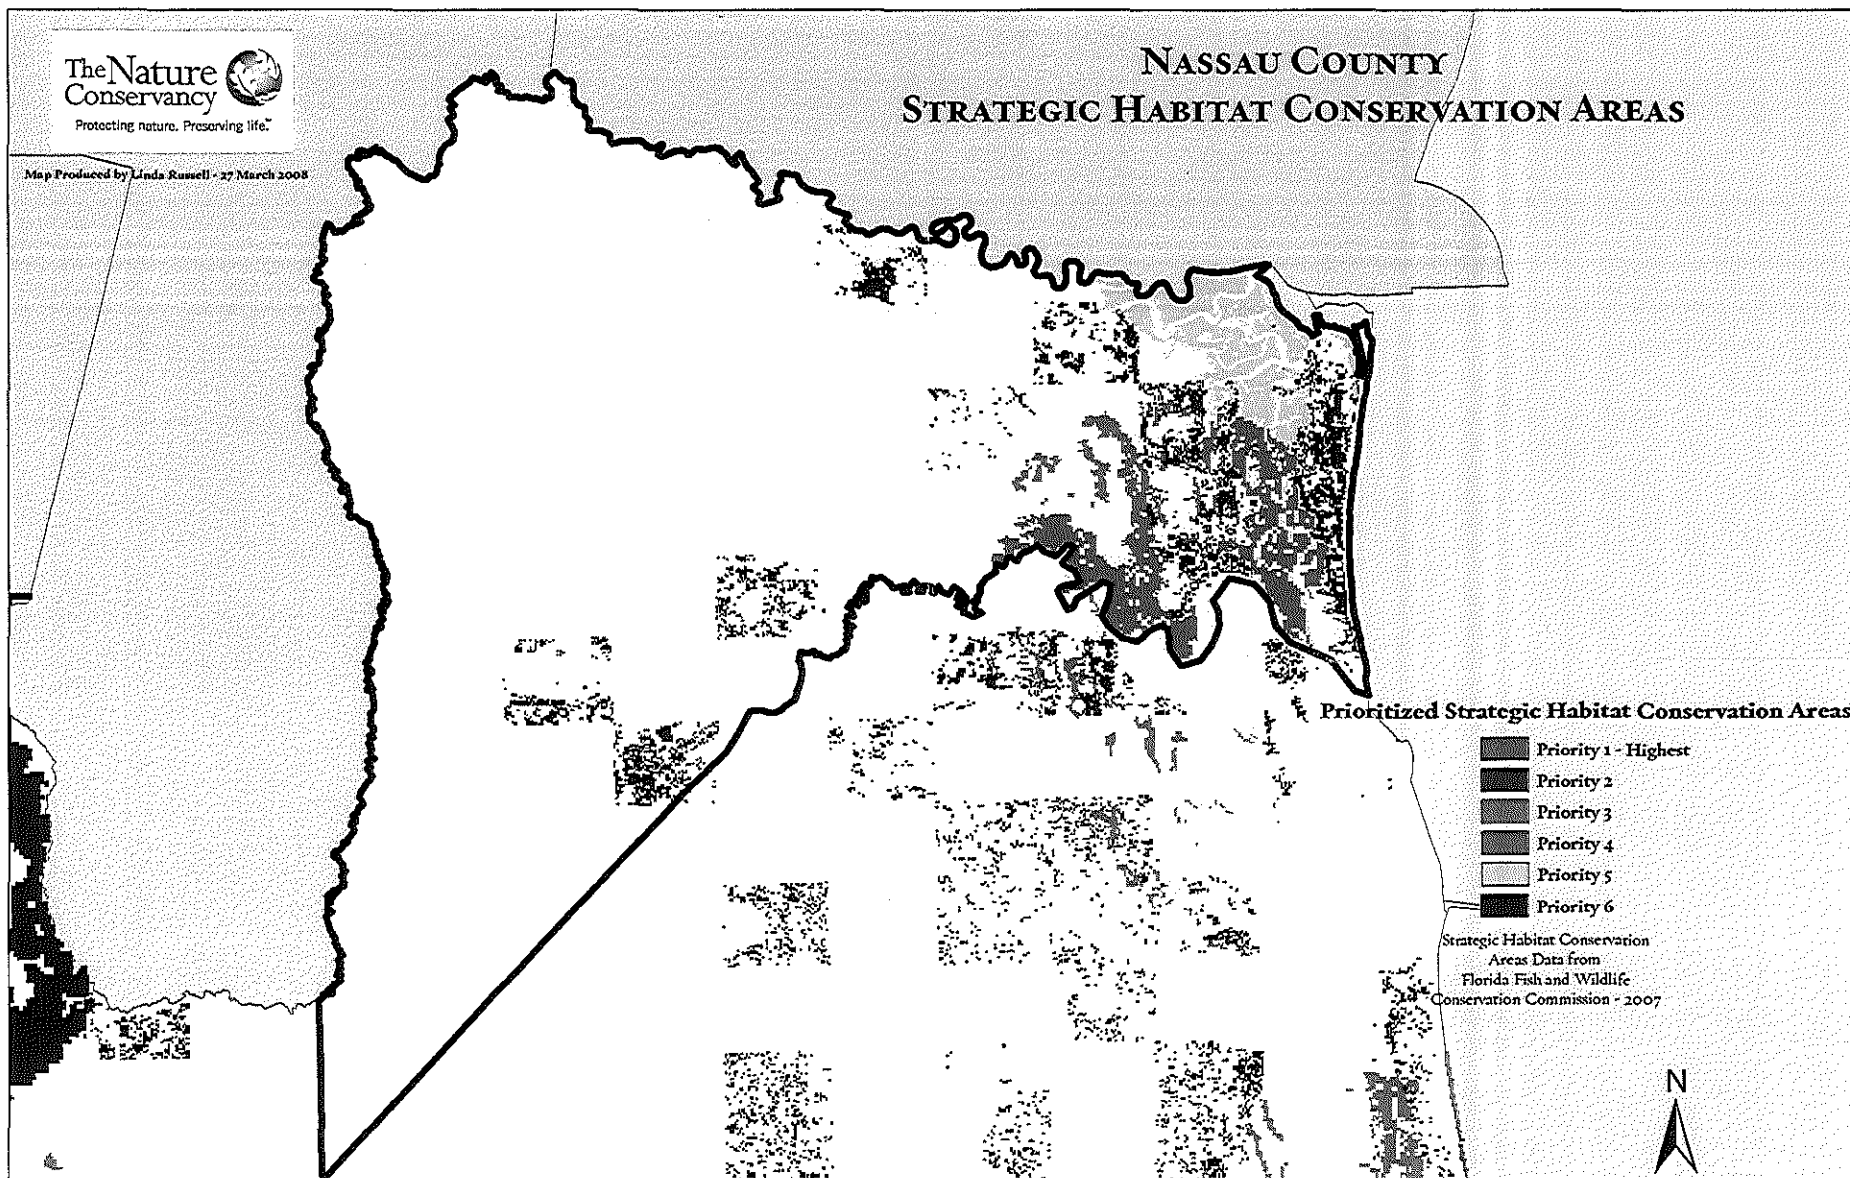 The Nature
Conservancy
Protecting nature. Preserving life.™
Map Produced by Linda Russell - 27 March 2008
NASSAU COUNTY
STRATEGIC HABITAT CONSERVATION AREAS
Prioritized Strategic Habitat Conservation Areas
Priority 1 - Highest
Priority 2
Priority 3
Priority 4
Priority 5
Priority 6
Strategic Habitat Conservation
Areas Data from
Florida Fish and Wildlife
Conservation Commission - 2007
N